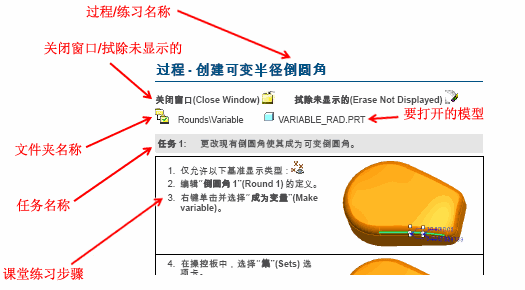 过程/练习名称
关闭窗口/拭除未显示的
过程 - 创建可变半径倒圆角
关闭窗口(Close Window) 拭除未显示的(Erase Not Displayed)
Rounds\Variable VARIABLE_RAD.PRT
要打开的模型
文件夹名称
任务 1: 更改现有倒圆角使其成为可变倒圆角。
1. 仅允许以下基准显示类型：
2. 编辑“倒圆角 1”(Round 1) 的定义。
3. 右键单击并选择“成为变量”(Make
variable)。
任务名称
课堂练习步骤
4. 在操控板中，选择“集”(Sets) 选
项卡。